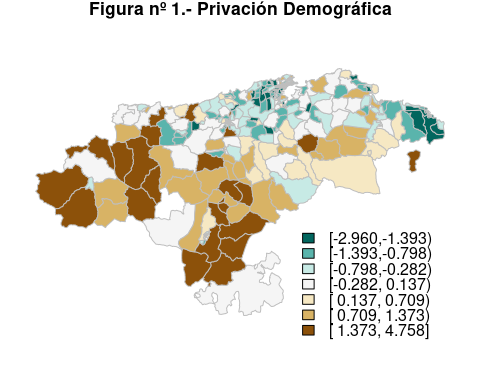 Figura nº 1.- Privación Demográfica
[-2.960,-1.393)
[-1.393,-0.798)
[-0.798,-0.282)
[-0.282, 0.137)
[ 0.137, 0.709)
[ 0.709, 1.373)
[ 1.373, 4.758]